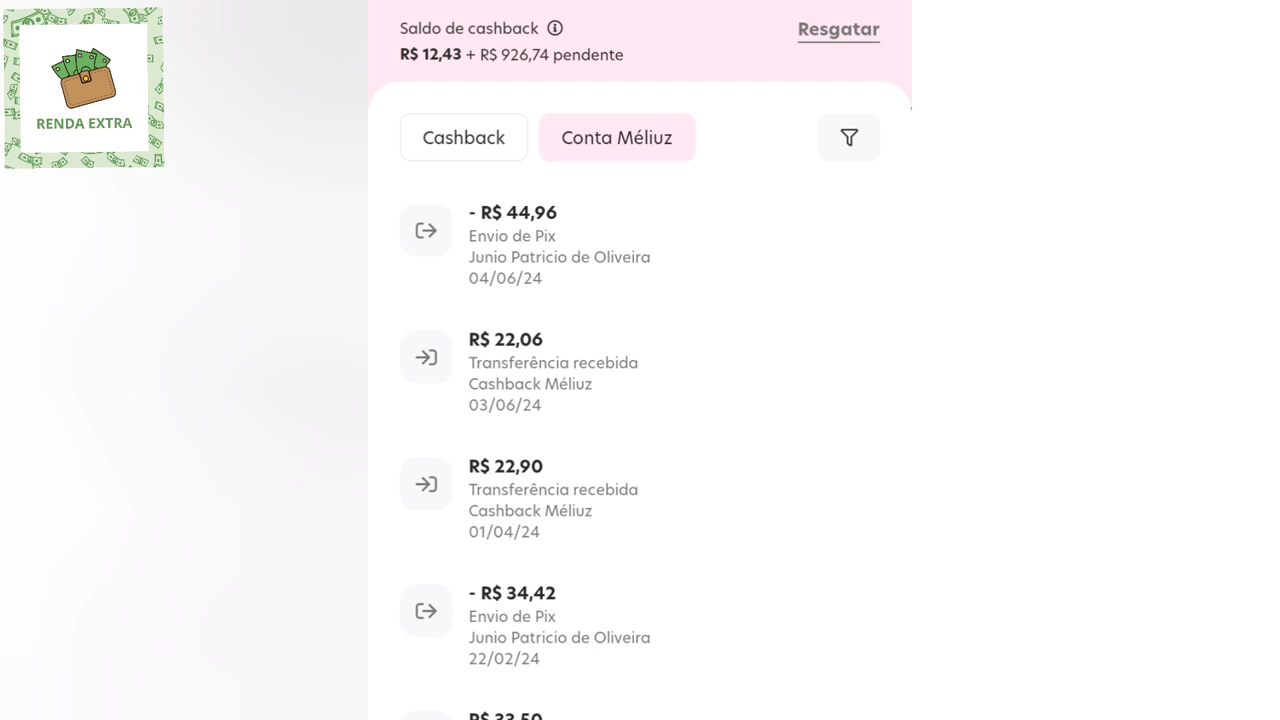 RENDA EXTRA
Saldo de cashback
Resgatar
R$ 12,43 + R$ 926,74 pendente
Cashback
Conta Méliuz
- R$ 44,96
Envio de Pix
Junio Patricio de Oliveira
04/06/24
R$ 22,06
Transferência recebida
Cashback Méliuz
03/06/24
R$ 22,90
Transferência recebida
Cashback Méliuz
01/04/24
- R$ 34,42
Envio de Pix
Junio Patricio de Oliveira
22/02/24
R$ 33,50